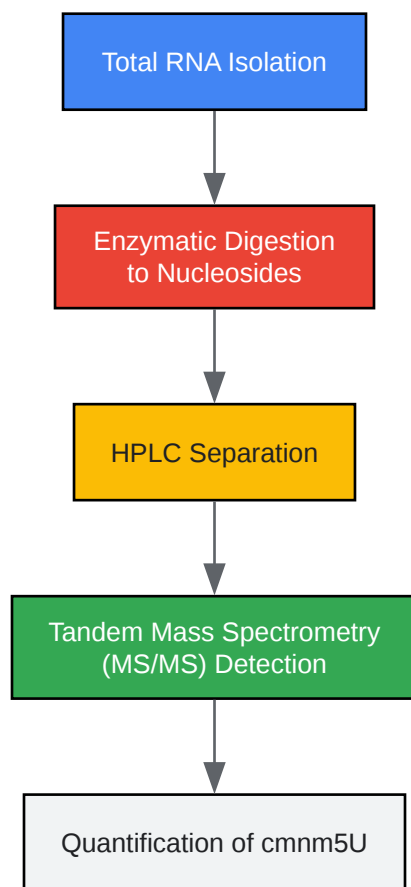 Total RNA Isolation
Enzymatic Digestion
to Nucleosides
HPLC Separation
Tandem Mass Spectrometry
(MS/MS) Detection
Quantification of cmnm5U